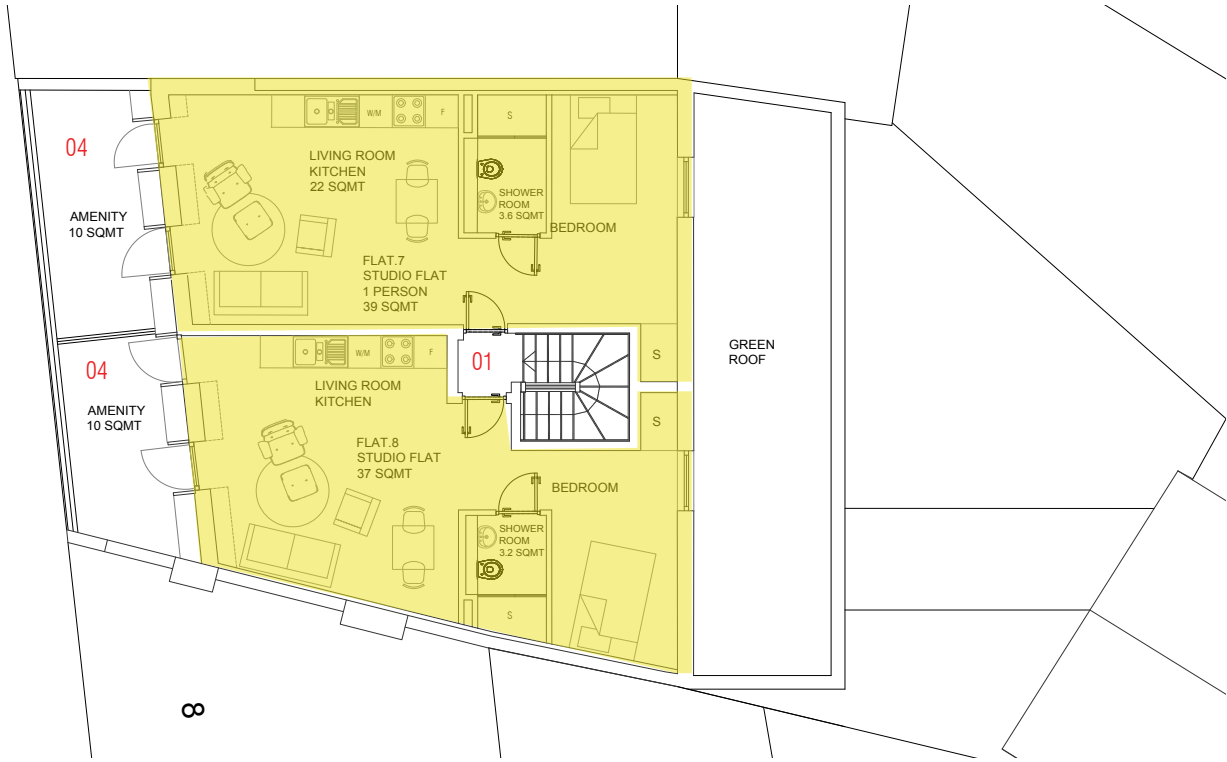 04
AMENITY
10 SQMT
LIVING ROOM
KITCHEN
22 SQMT
W/M
F
S
SHOWER
ROOM
3.6 SQMT
BEDROOM
FLAT.7
STUDIO FLAT
1 PERSON
39 SQMT
01
S
GREEN
ROOF
04
AMENITY
10 SQMT
W/M
F
LIVING ROOM
KITCHEN
FLAT.8
STUDIO FLAT
37 SQMT
S
BEDROOM
SHOWER
ROOM
3.2 SQMT
S
8